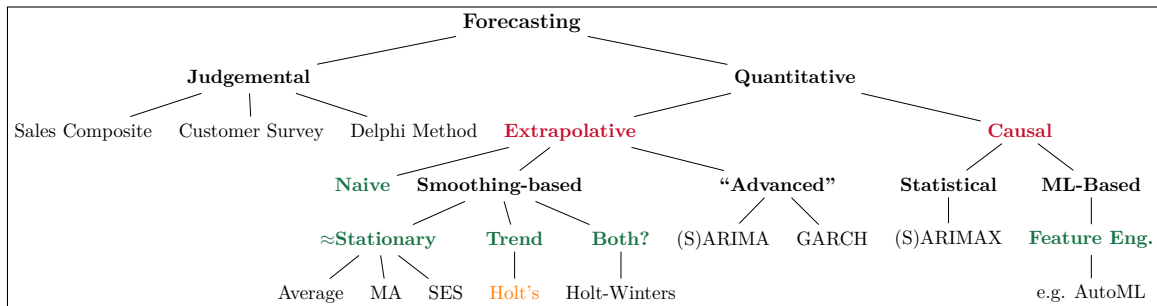 Forecasting
Judgemental Quantitative
Sales Composite Customer Survey Delphi Method Extrapolative Causal
Naive Smoothing-based “Advanced” Statistical ML-Based
≈Stationary Trend Both? (S)ARIMA GARCH (S)ARIMAX Feature Eng.
Average MA SES Holt's Holt-Winters e.g. AutoML